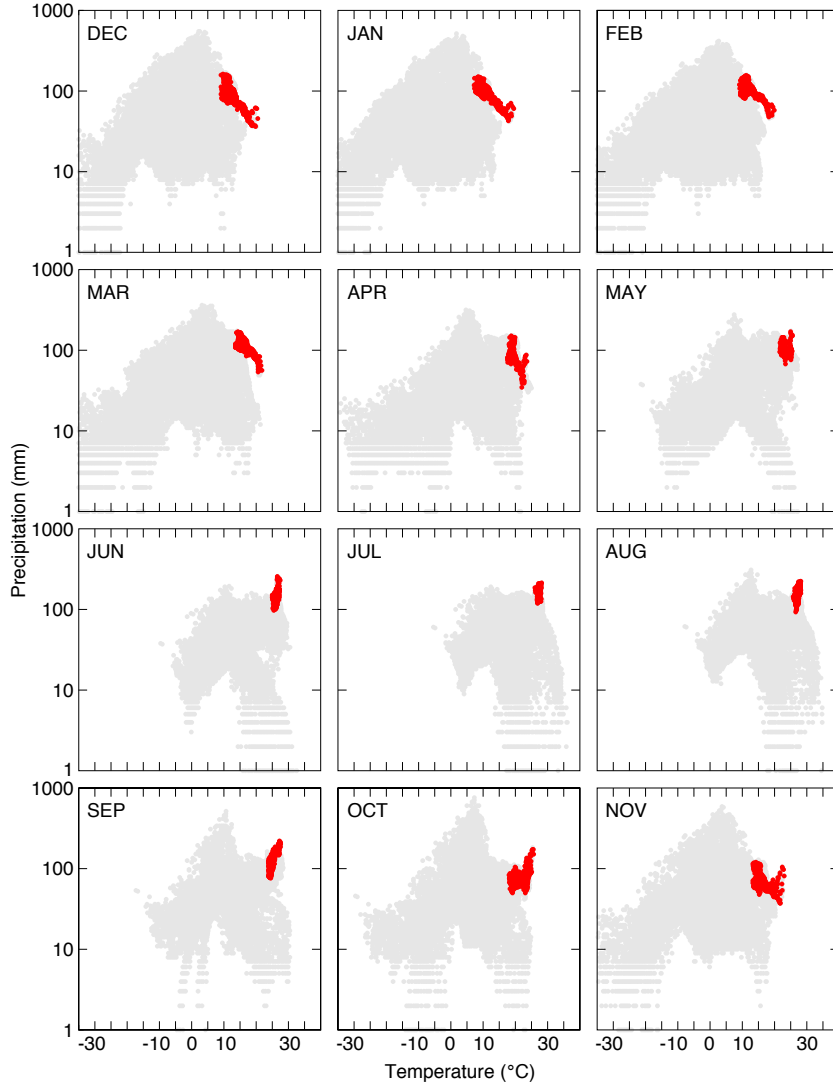 1000 DEC JAN FEB
100
10
1
1000 MAR APR MAY
100
10
1
Precipitation (mm)
1000 JUN JUL AUG
100
10
1
1000 SEP OCT NOV
100
10
1
-30 -10 0 10 30 -30 -10 0 10 30 -30 -10 0 10 30
Temperature (°C)